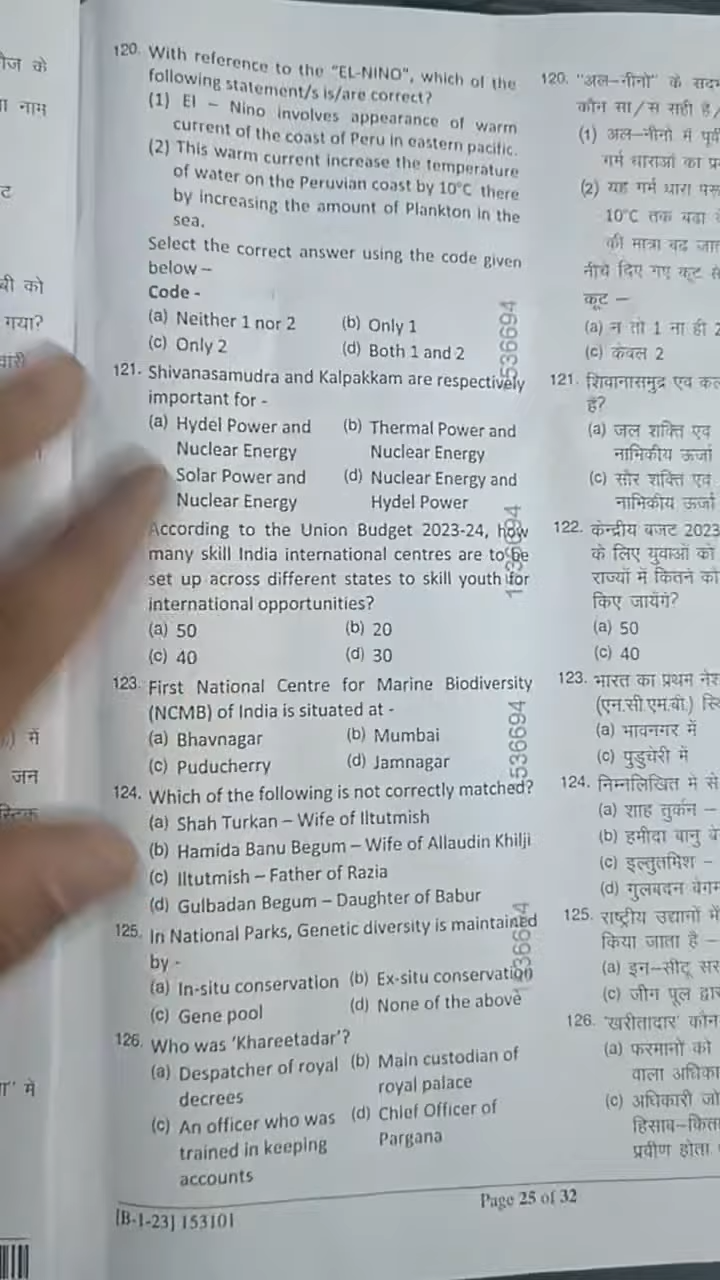 120. With reference to the "EL-NINO", which of the
following statement/s is/are correct?
(1) El – Nino involves appearance of warm
current of the coast of Peru in eastern pacific.
(2) This warm current increase the temperature
of water on the Peruvian coast by 10°C there
by increasing the amount of Plankton in the
sea.
Select the correct answer using the code given
below –
Code -
(a) Neither 1 nor 2 (b) Only 1
(c) Only 2 (d) Both 1 and 2
121. Shivanasamudra and Kalpakkam are respectively
important for -
(a) Hydel Power and (b) Thermal Power and
Nuclear Energy Nuclear Energy
Solar Power and (d) Nuclear Energy and
Nuclear Energy Hydel Power
According to the Union Budget 2023-24, how
many skill India international centres are to be
set up across different states to skill youth for
international opportunities?
(a) 50 (b) 20
(c) 40 (d) 30
123. First National Centre for Marine Biodiversity
(NCMB) of India is situated at -
(a) Bhavnagar (b) Mumbai
(c) Puducherry (d) Jamnagar
124. Which of the following is not correctly matched?
(a) Shah Turkan – Wife of Iltutmish
(b) Hamida Banu Begum – Wife of Allaudin Khilji
(c) Iltutmish – Father of Razia
(d) Gulbadan Begum – Daughter of Babur
125. In National Parks, Genetic diversity is maintained
by -
(a) In-situ conservation (b) Ex-situ conservation
(c) Gene pool (d) None of the above
126. Who was 'Khareetadar'?
(a) Despatcher of royal (b) Main custodian of
decrees royal palace
(c) An officer who was (d) Chief Officer of
trained in keeping Pargana
accounts
Page 25 of 32
[B-1-23] 153101
536694
536694
120. "अल–नीनो" के
कौन सा/से सही है/
(1) अल–नीनो में
गर्म धाराओं का
(2) यह गर्म धारा
10°C तक बढा
की मात्रा बढ
नीचे दिए गए कूट
कूट –
(a) न तो 1 ना ही 2
(c) केवल 2
121. शिवानासमुद्र एवं
है?
(a) जल शक्ति एवं
नाभिकीय ऊर्जा
(c) सौर शक्ति एवं
नाभिकीय ऊर्जा
122. केन्द्रीय बजट 2023
के लिए युवाओं को
राज्यों में कितने
किए जायेंगे?
(a) 50
(c) 40
123. भारत का प्रथम
(एन.सी.एम.बी.)
(a) भावनगर में
(c) पुडुचेरी में
124. निम्नलिखित में से
(a) शाह तुर्कन –
(b) हमीदा बानु
(c) इल्तुतमिश –
(d) गुलबदन
125. राष्ट्रीय उद्यानों में
किया जाता है –
(a) इन–सीटू
(c) जीन पूल
126. 'खरीतादार' कौन
(a) फरमानों को
वाला
(c) अधिकारी जो
हिसाब–
प्रवीण होता